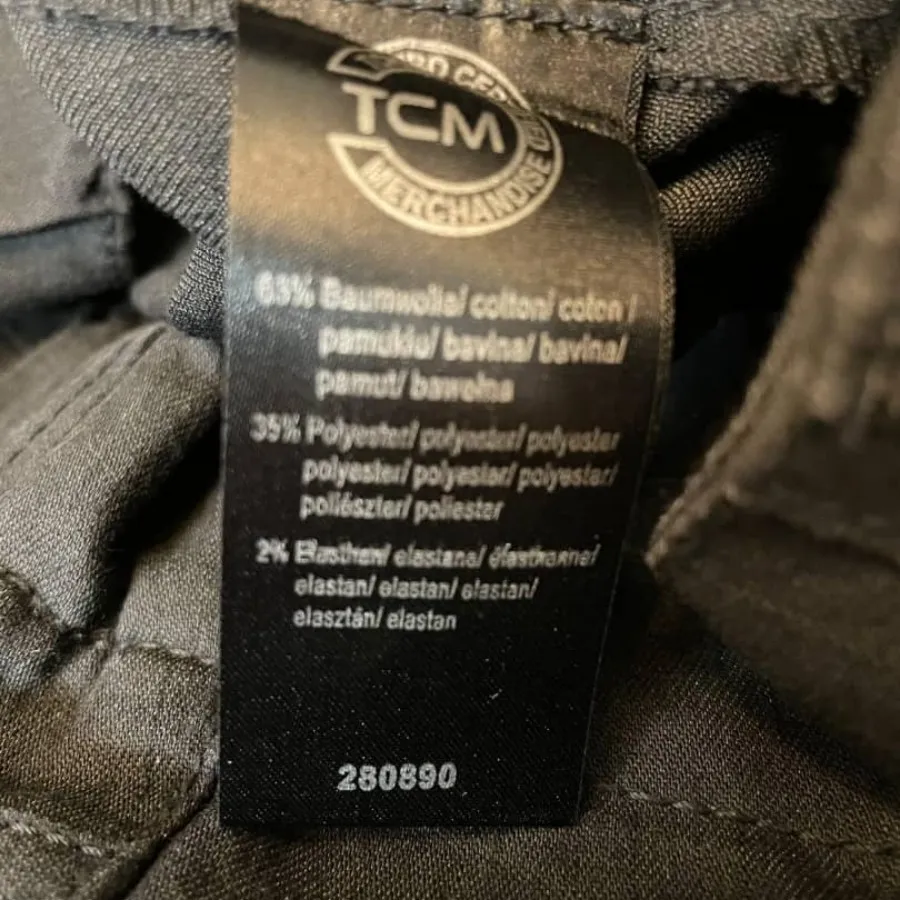 TCM
MERCHANDISE
63% Baumwolle/ cotton/ coton/
pamuklu/ bavlna/ bavlna/
pamut/ bawełna
35% Polyester/ polyester/ polyester
polyester/ polyester/ polyester/
poliészter/ poliester
2% Elasthan/ elastane/ élasthanne/
elastan/ elastan/ elastan/
elasztán/ elastan
280890